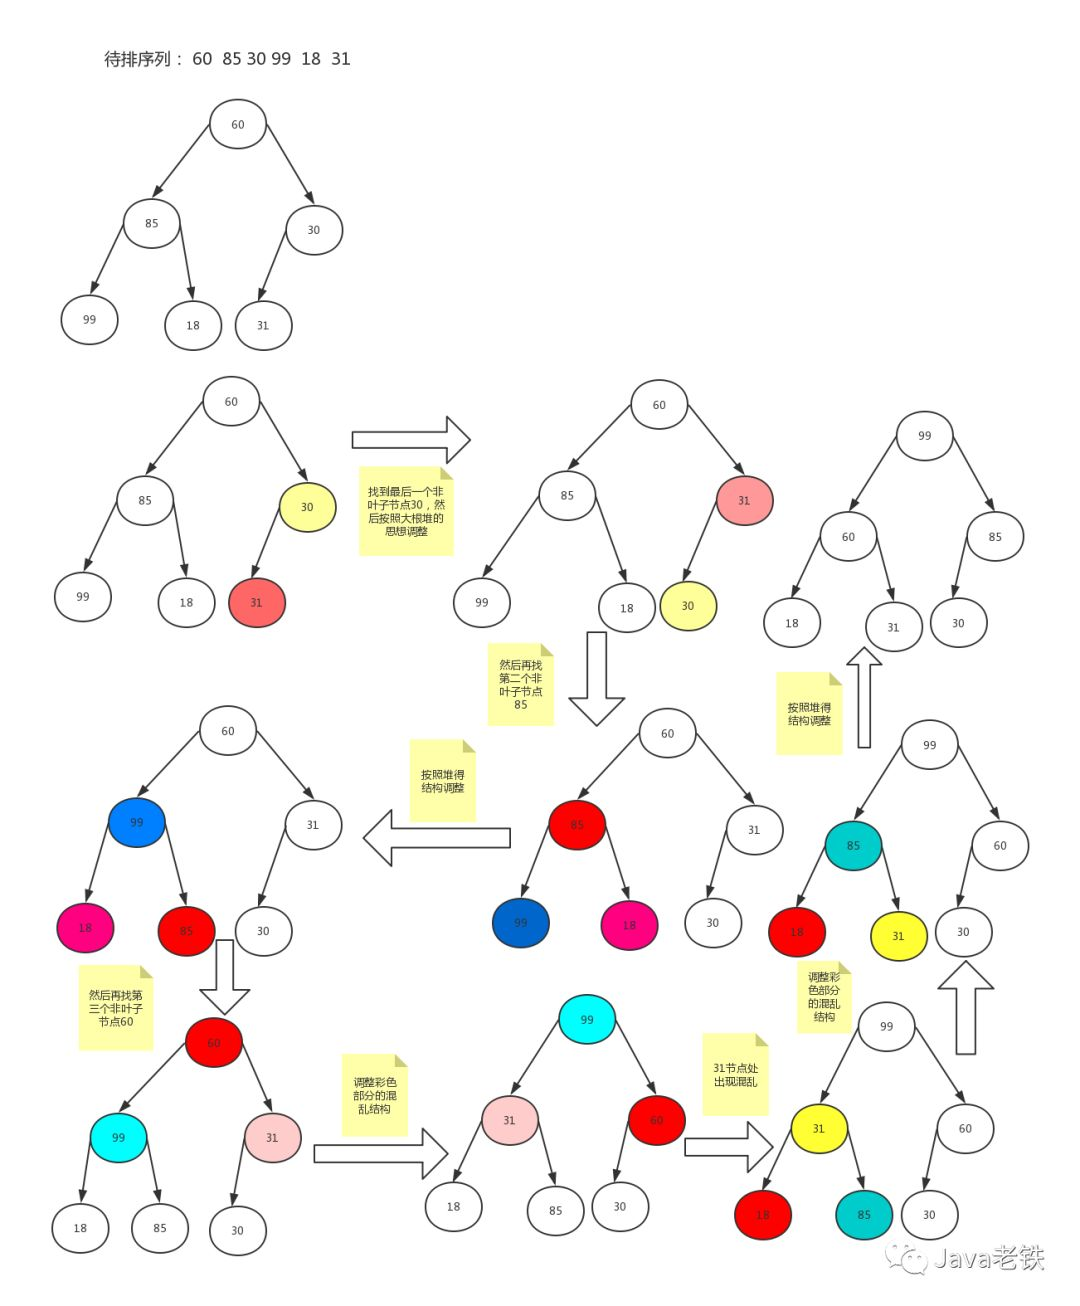 待排序列： 60 85 30 99 18 31
60
85
30
99
18
31
60
85
30
99
18
31
找到最后一个非
叶子节点30，然
后按照大根堆的
思想调整
60
85
31
99
18
30
99
60
85
18
31
30
然后再找
第二个非
叶子节点
85
按照堆得
结构调整
60
99
31
18
85
30
按照堆得
结构调整
60
85
31
99
18
30
99
85
60
18
31
30
然后再找第
三个非叶子
节点60
调整彩
色部分
的混乱
结构
60
99
31
18
85
30
调整彩色
部分的混
乱结构
99
31
60
18
85
30
31节点处
出现混乱
99
31
60
18
85
30
Java老铁